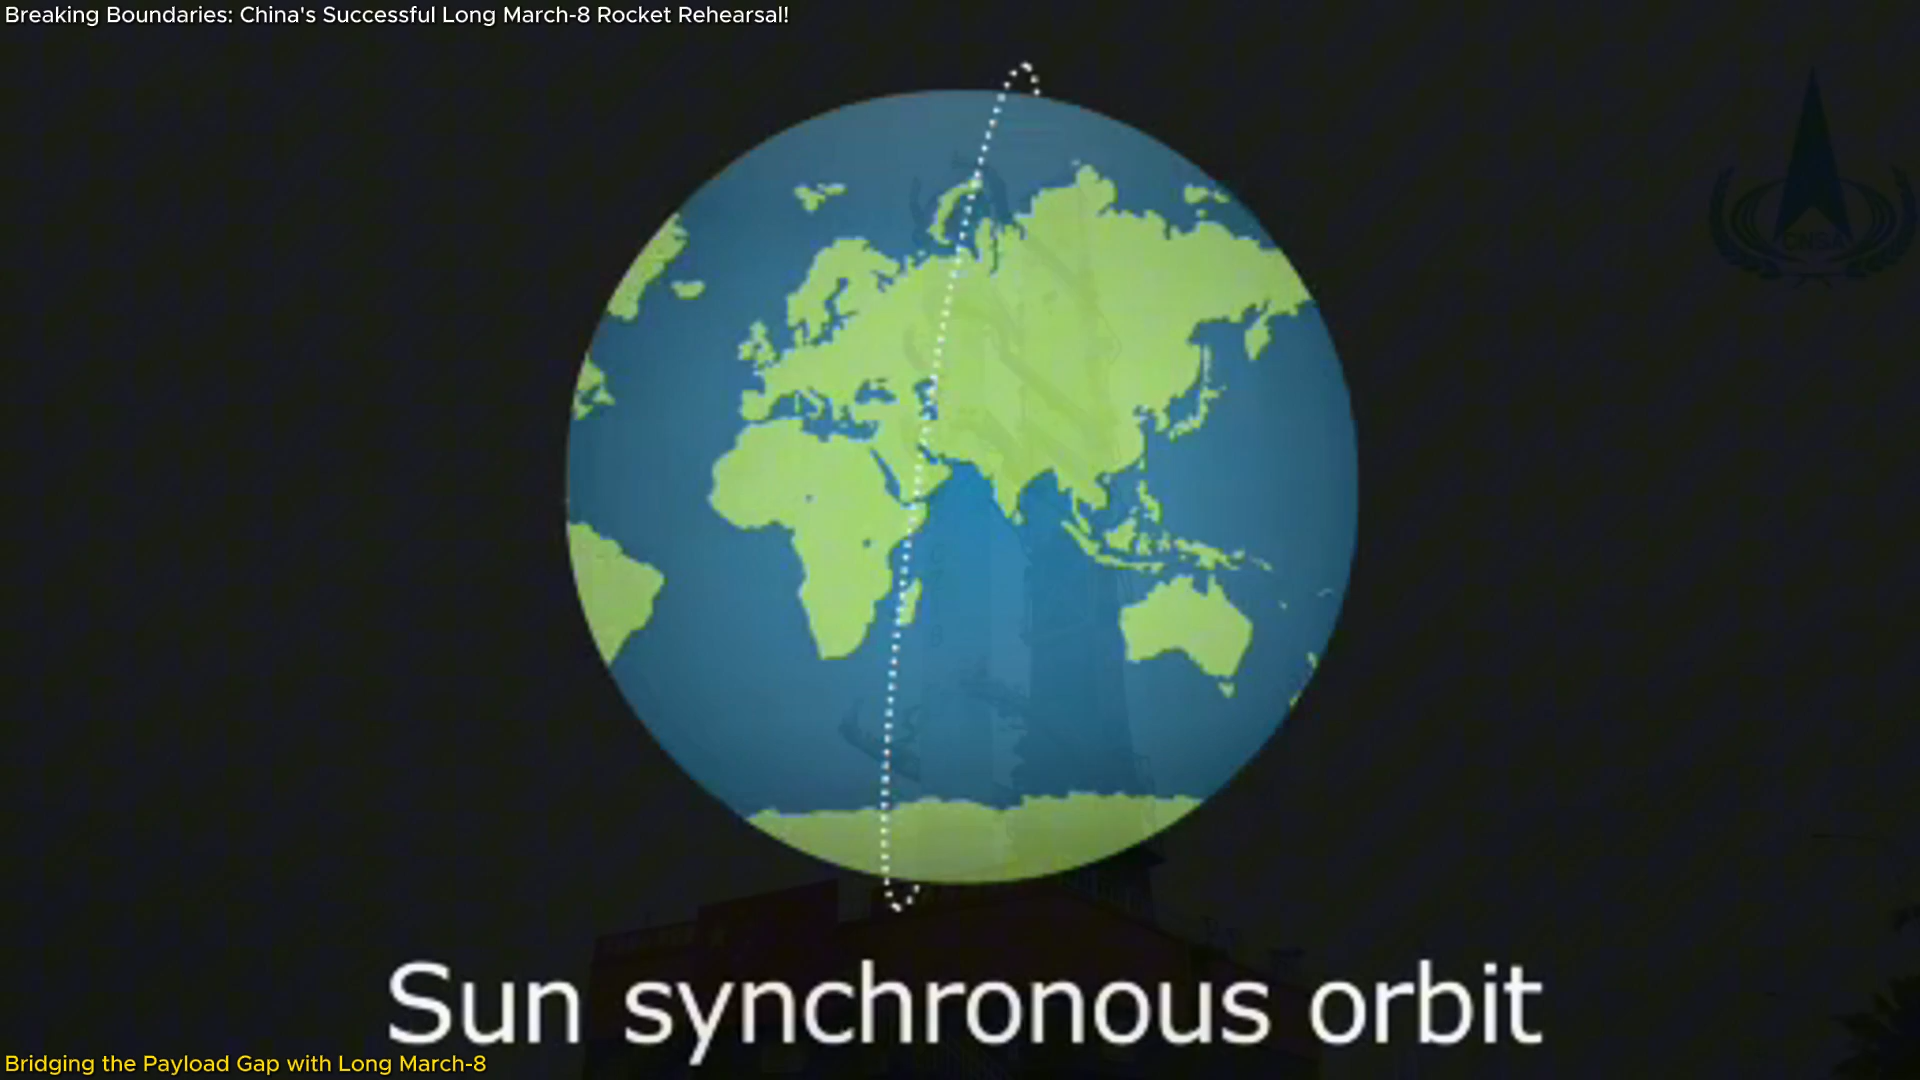 Breaking Boundaries: China's Successful Long March-8 Rocket Rehearsal!
CNSA
Sun synchronous orbit
Bridging the Payload Gap with Long March-8